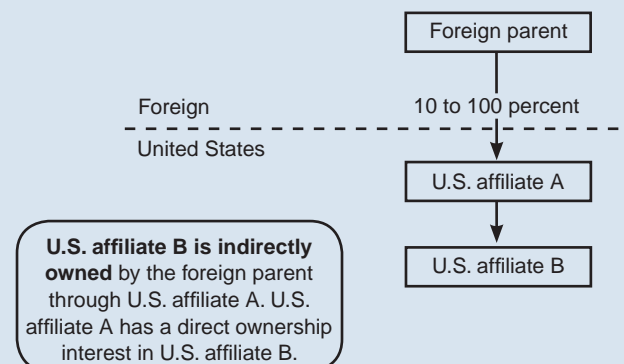 Foreign parent
Foreign
10 to 100 percent
United States
U.S. affiliate A
U.S. affiliate B
U.S. affiliate B is indirectly
owned by the foreign parent
through U.S. affiliate A. U.S.
affiliate A has a direct ownership
interest in U.S. affiliate B.